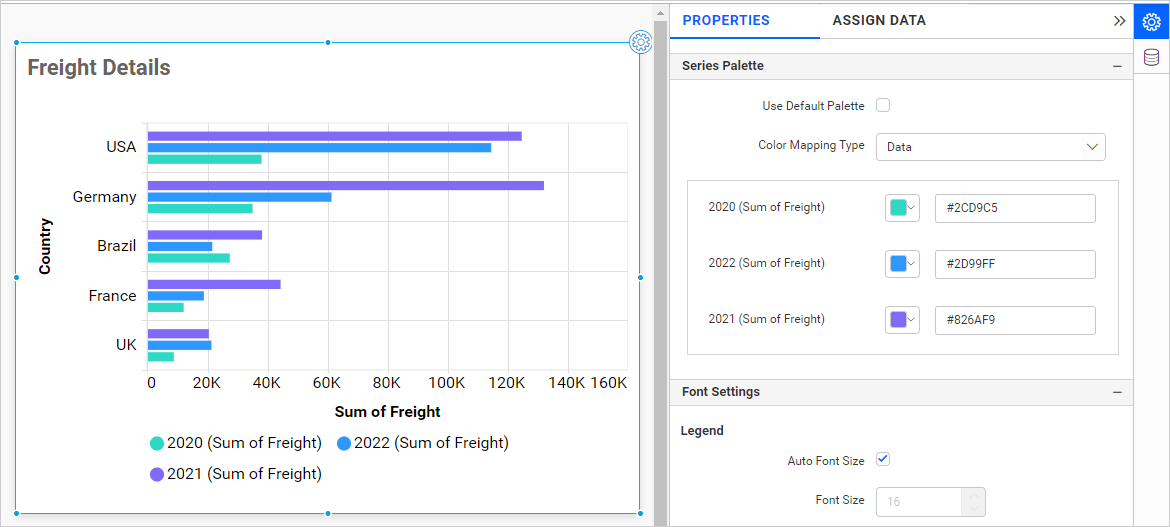 Freight Details
Country
USA
Germany
Brazil
France
UK
0 20K 40K 60K 80K 100K 120K 140K 160K
Sum of Freight
2020 (Sum of Freight) 2022 (Sum of Freight)
2021 (Sum of Freight)
PROPERTIES ASSIGN DATA
Series Palette
Use Default Palette
Color Mapping Type Data
2020 (Sum of Freight) #2CD9C5
2022 (Sum of Freight) #2D99FF
2021 (Sum of Freight) #826AF9
Font Settings
Legend
Auto Font Size
Font Size 16